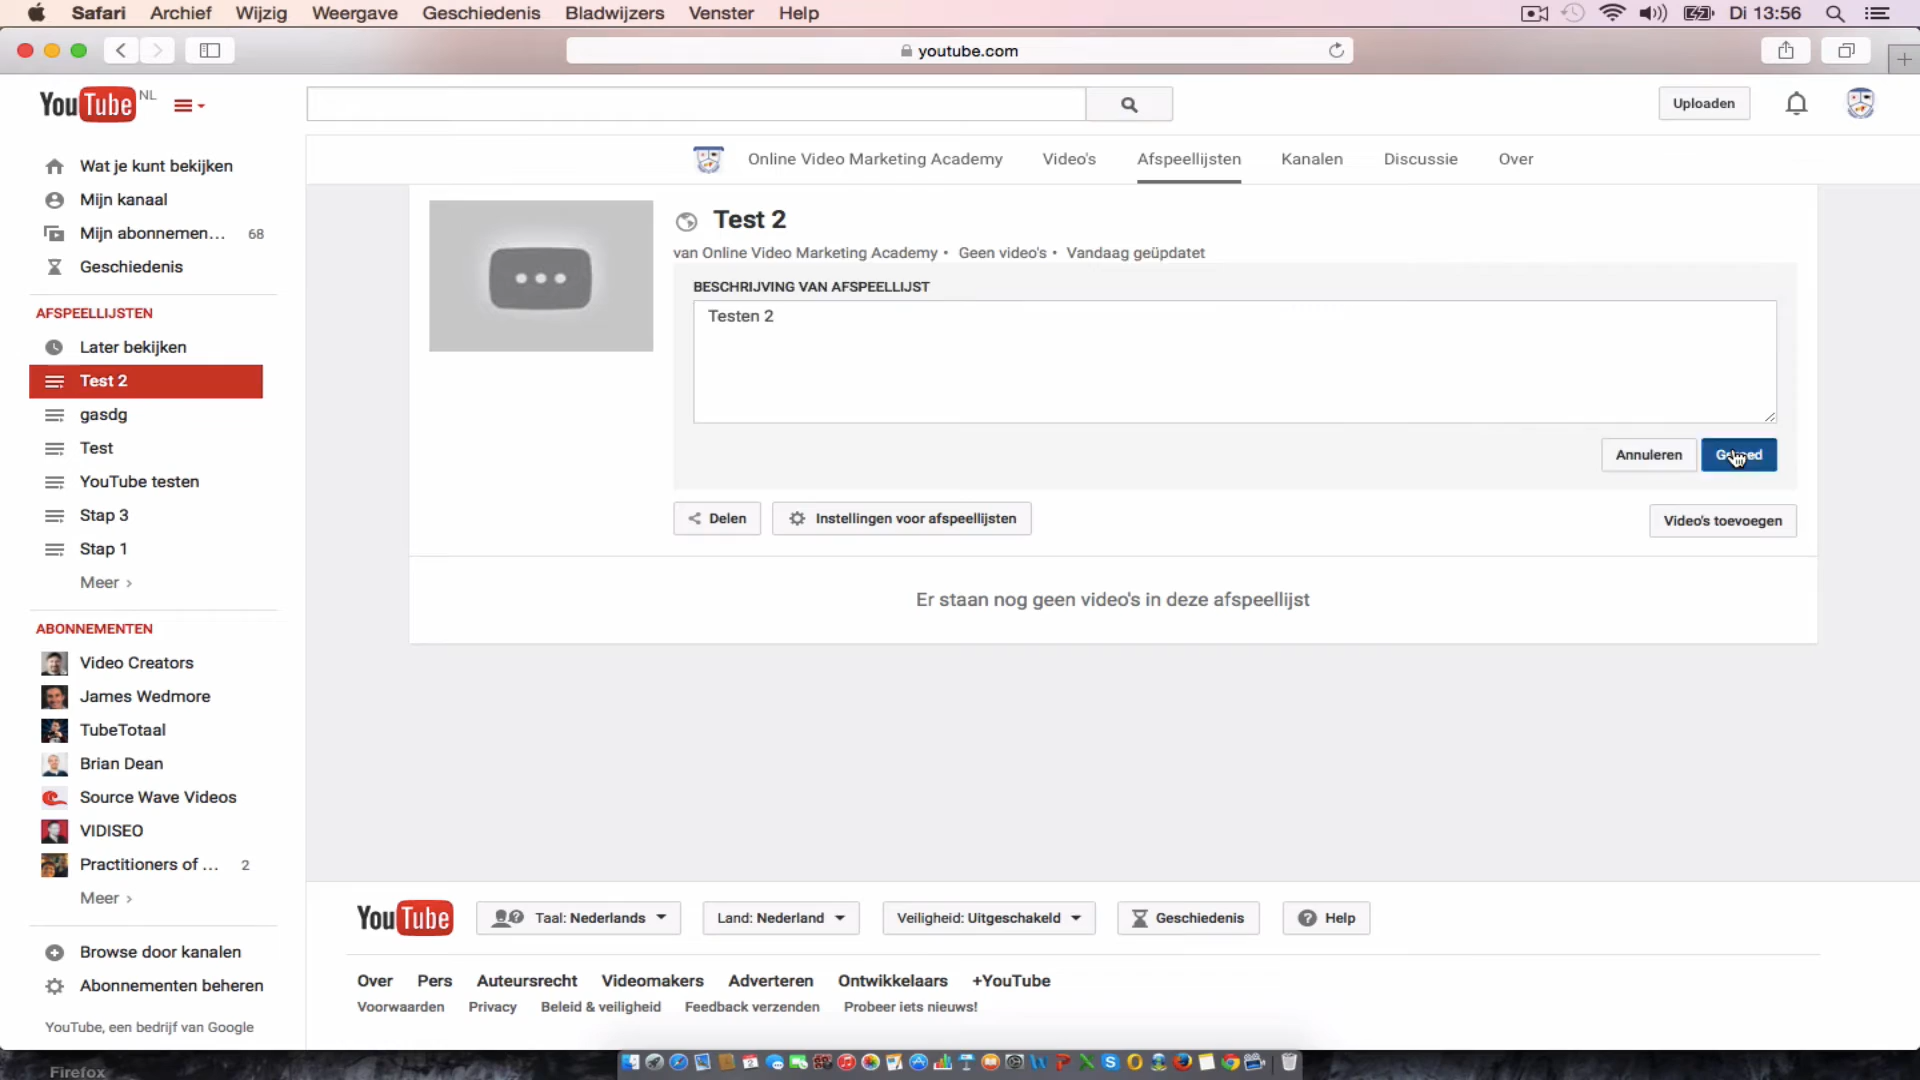 Safari Archief Wijzig Weergave Geschiedenis Bladwijzers Venster Help Di 13:56
youtube.com
YouTube NL
Uploaden
Wat je kunt bekijken
Mijn kanaal
Mijn abonnemen... 68
Geschiedenis
AFSPEELLIJSTEN
Later bekijken
Test 2
gasdg
Test
YouTube testen
Stap 3
Stap 1
Meer ›
ABONNEMENTEN
Video Creators
James Wedmore
TubeTotaal
Brian Dean
Source Wave Videos
VIDISEO
Practitioners of ... 2
Meer ›
Browse door kanalen
Abonnementen beheren
YouTube, een bedrijf van Google
Online Video Marketing Academy Video's Afspeellijsten Kanalen Discussie Over
Test 2
van Online Video Marketing Academy • Geen video's • Vandaag geüpdatet
BESCHRIJVING VAN AFSPEELLIJST
Testen 2
Annuleren
Delen Instellingen voor afspeellijsten Video's toevoegen
Er staan nog geen video's in deze afspeellijst
YouTube Taal: Nederlands Land: Nederland Veiligheid: Uitgeschakeld Geschiedenis Help
Over Pers Auteursrecht Videomakers Adverteren Ontwikkelaars +YouTube
Voorwaarden Privacy Beleid & veiligheid Feedback verzenden Probeer iets nieuws!
Firefox